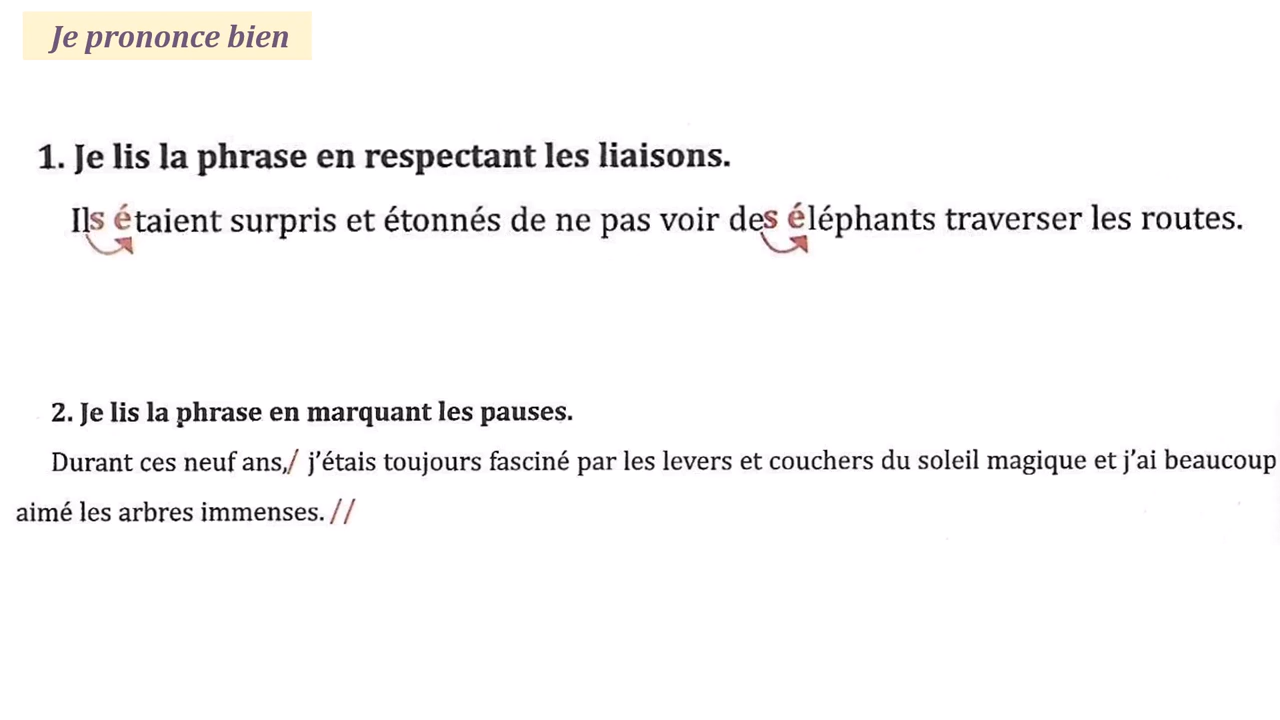 Je prononce bien
1. Je lis la phrase en respectant les liaisons.
Ils étaient surpris et étonnés de ne pas voir des éléphants traverser les routes.
2. Je lis la phrase en marquant les pauses.
Durant ces neuf ans,/ j'étais toujours fasciné par les levers et couchers du soleil magique et j'ai beaucoup
aimé les arbres immenses. //